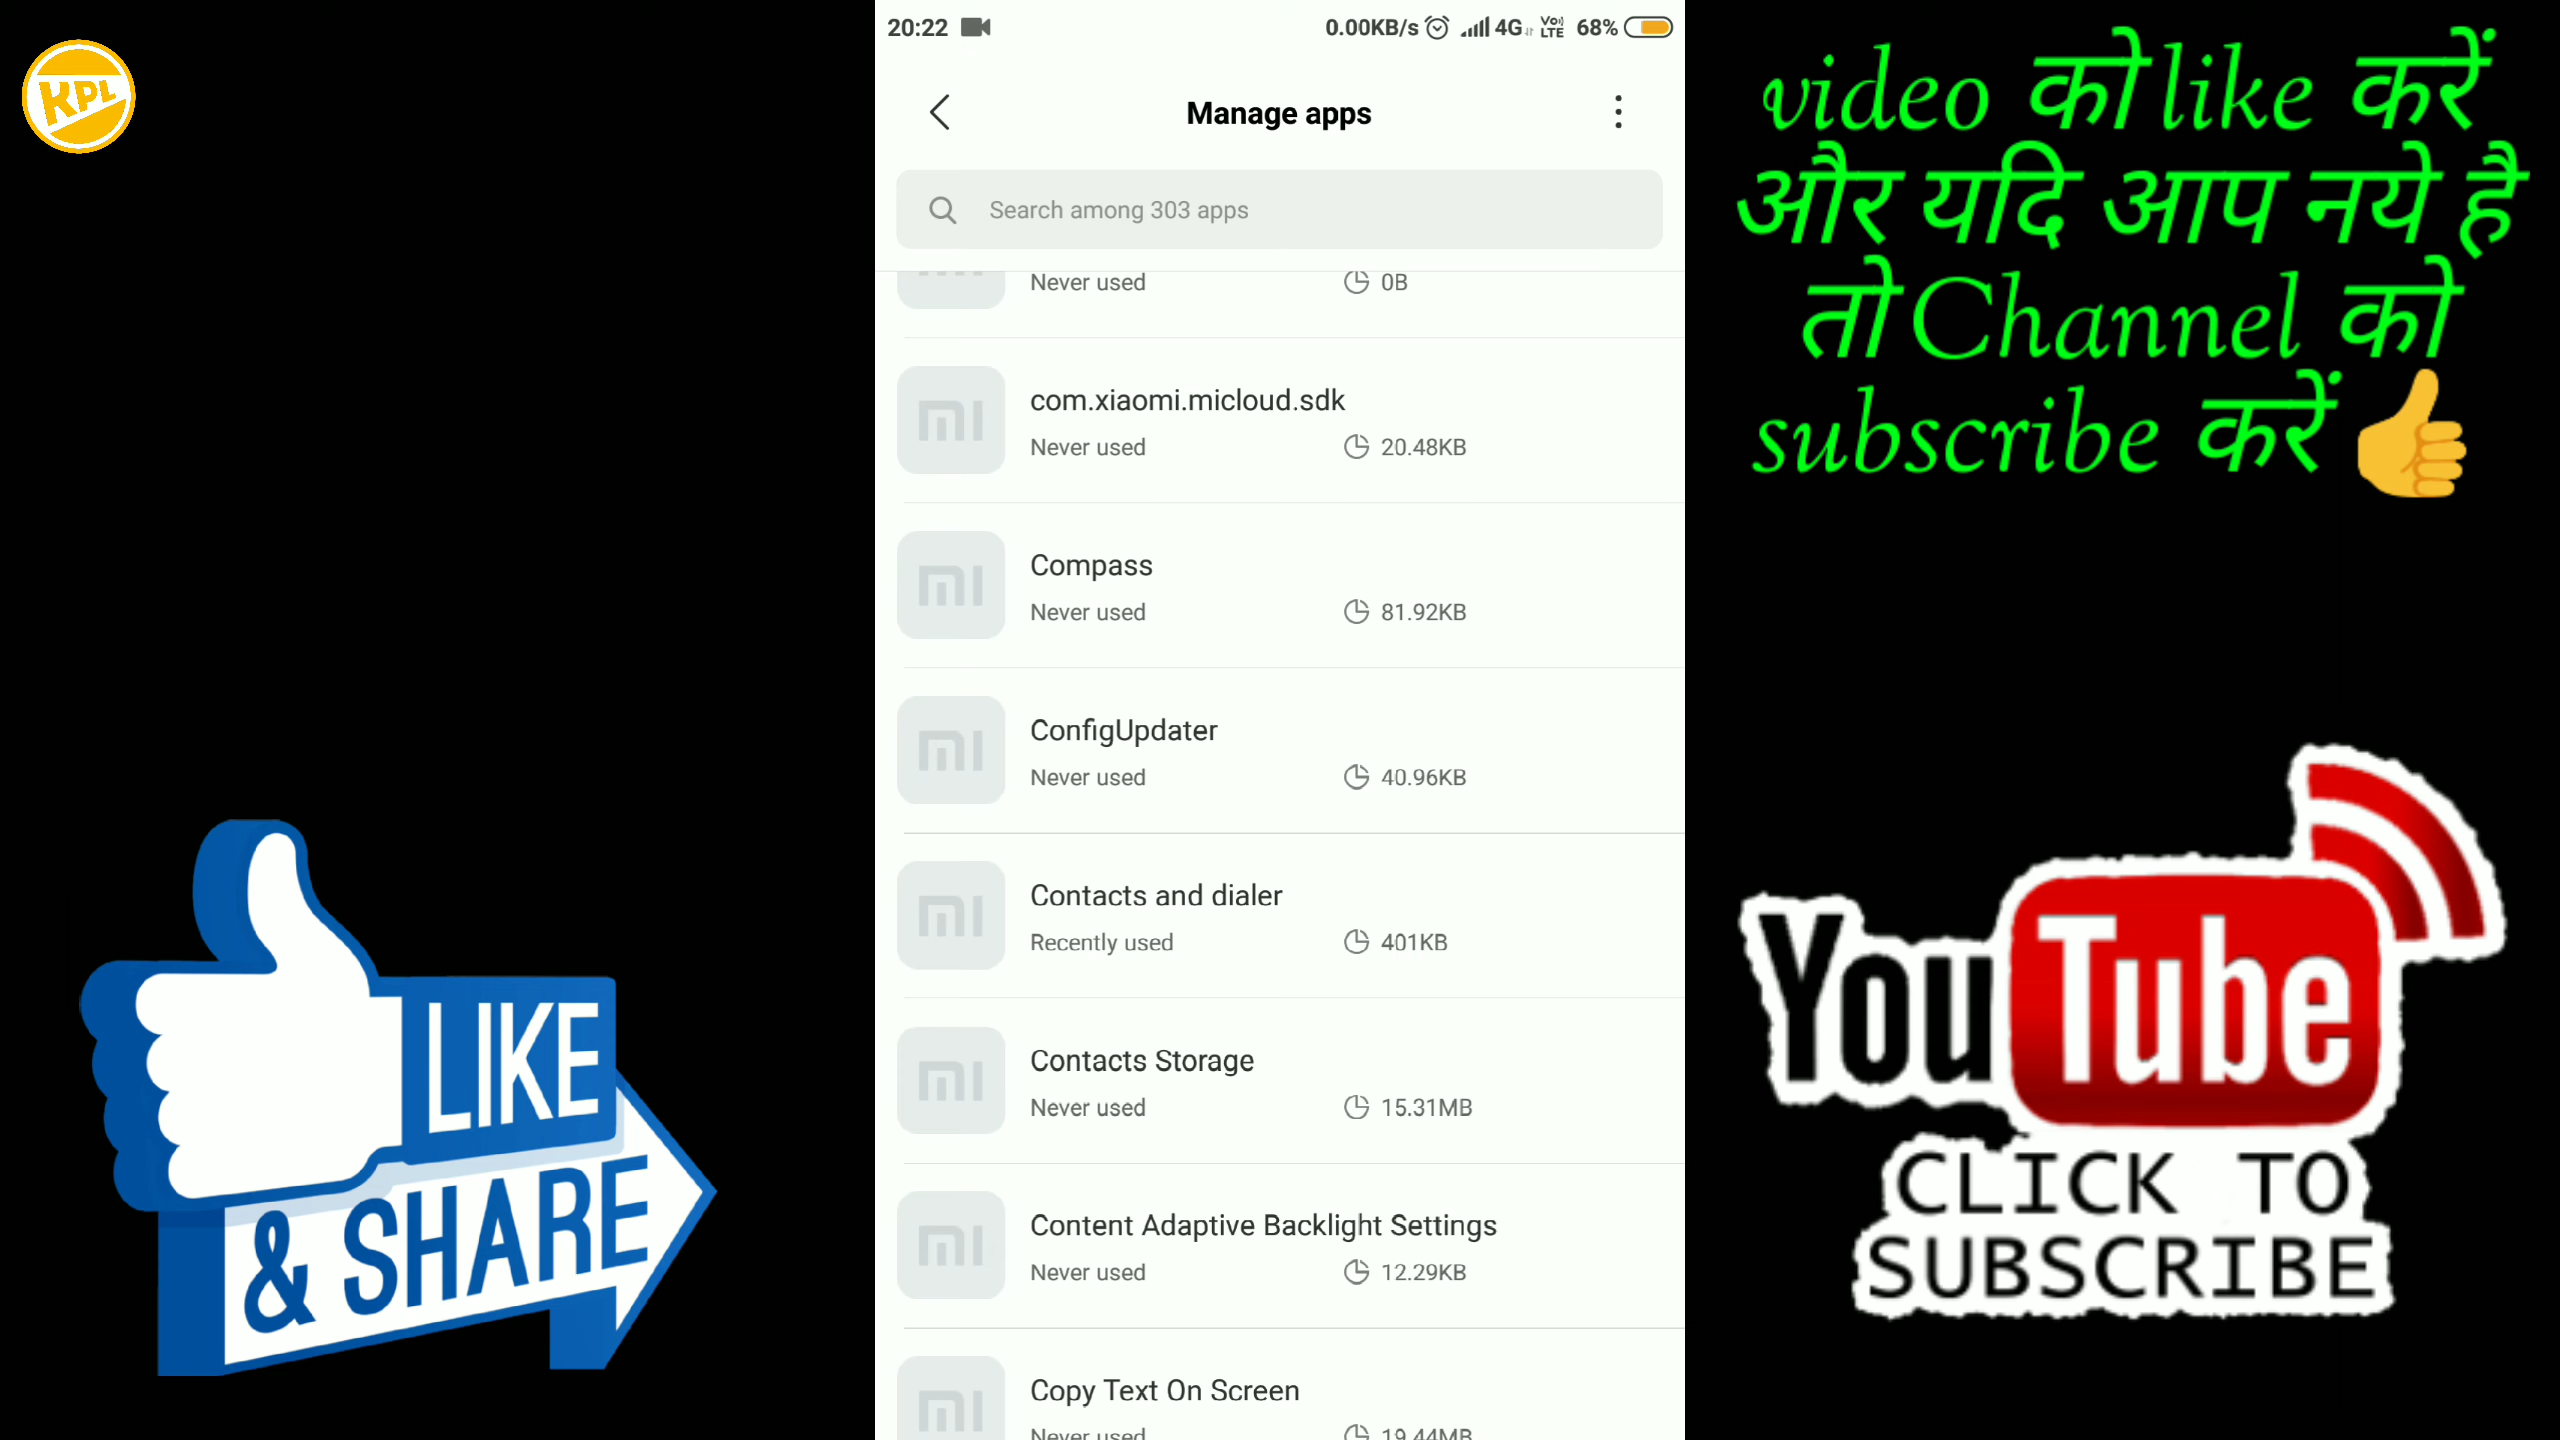 KPL
20:22
0.00KB/s 4G VoLTE 68%
Manage apps
Search among 303 apps
Never used 0B
com.xiaomi.micloud.sdk
Never used 20.48KB
Compass
Never used 81.92KB
ConfigUpdater
Never used 40.96KB
Contacts and dialer
Recently used 401KB
Contacts Storage
Never used 15.31MB
Content Adaptive Backlight Settings
Never used 12.29KB
Copy Text On Screen
Never used 19.44MB
video को like करें
और यदि आप नये है
तो Channel को
subscribe करें
LIKE
& SHARE
YouTube
CLICK TO
SUBSCRIBE